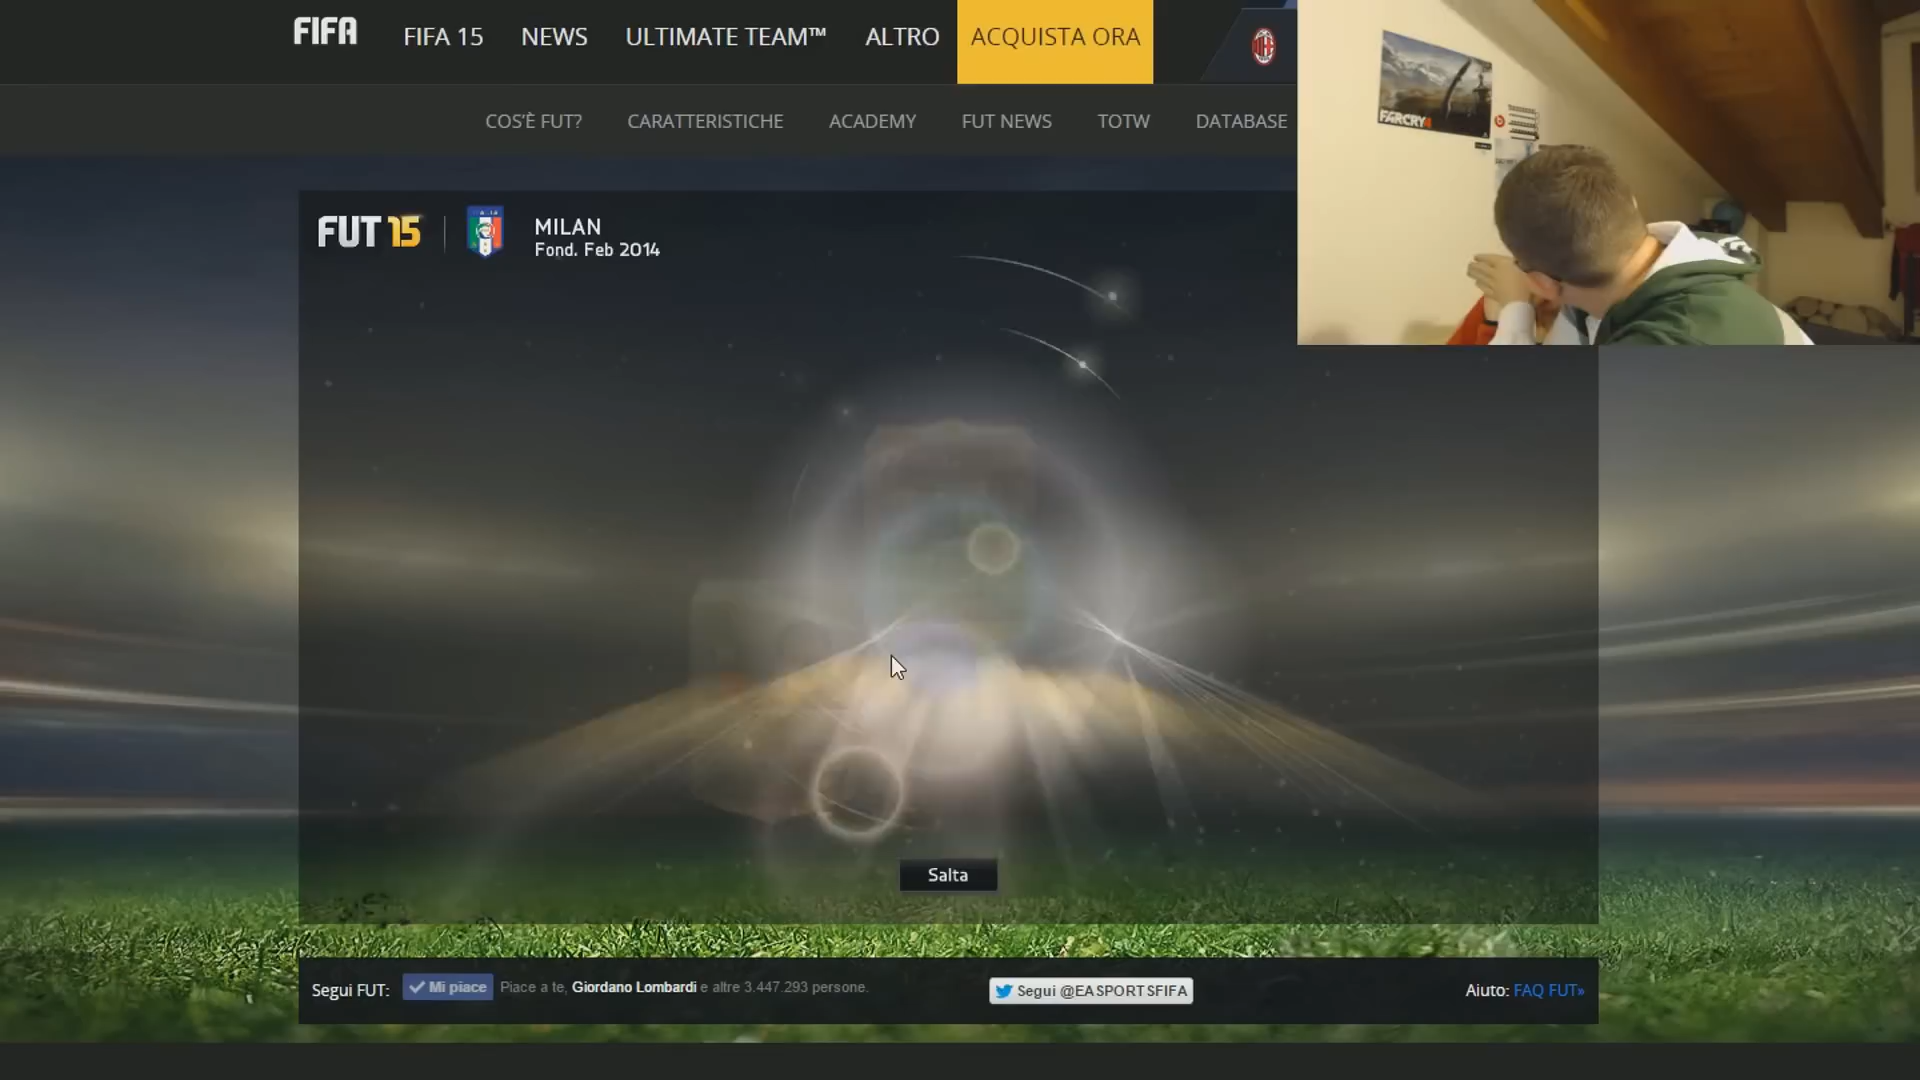 FIFA
FIFA 15 NEWS ULTIMATE TEAM™ ALTRO ACQUISTA ORA
COS'È FUT? CARATTERISTICHE ACADEMY FUT NEWS TOTW DATABASE
FARCRY4
FUT 15
MILAN
Fond. Feb 2014
Salta
Segui FUT: Mi piace Piace a te, Giordano Lombardi e altre 3.447.293 persone.
Segui @EASPORTSFIFA
Aiuto: FAQ FUT»